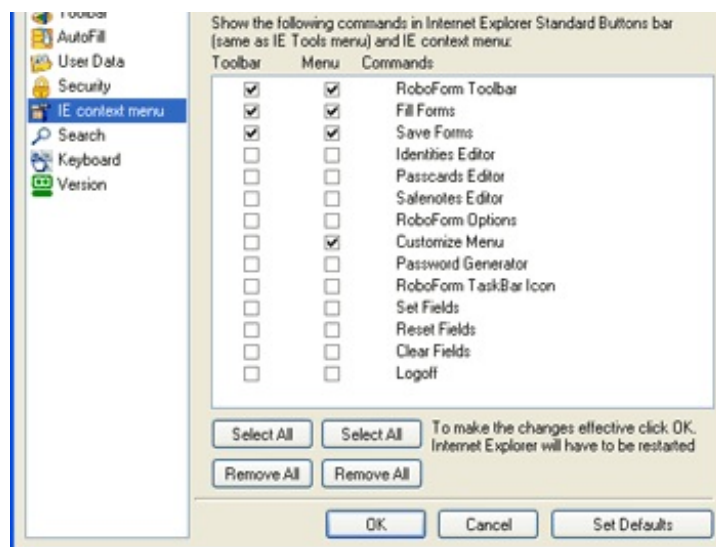 Toolbar
AutoFill
User Data
Security
IE context menu
Search
Keyboard
Version
Show the following commands in Internet Explorer Standard Buttons bar
(same as IE Tools menu) and IE context menu:
Toolbar Menu Commands
RoboForm Toolbar
Fill Forms
Save Forms
Identities Editor
Passcards Editor
Safenotes Editor
RoboForm Options
Customize Menu
Password Generator
RoboForm TaskBar Icon
Set Fields
Reset Fields
Clear Fields
Logoff
Select All Select All To make the changes effective click OK.
Internet Explorer will have to be restarted
Remove All Remove All
OK Cancel Set Defaults